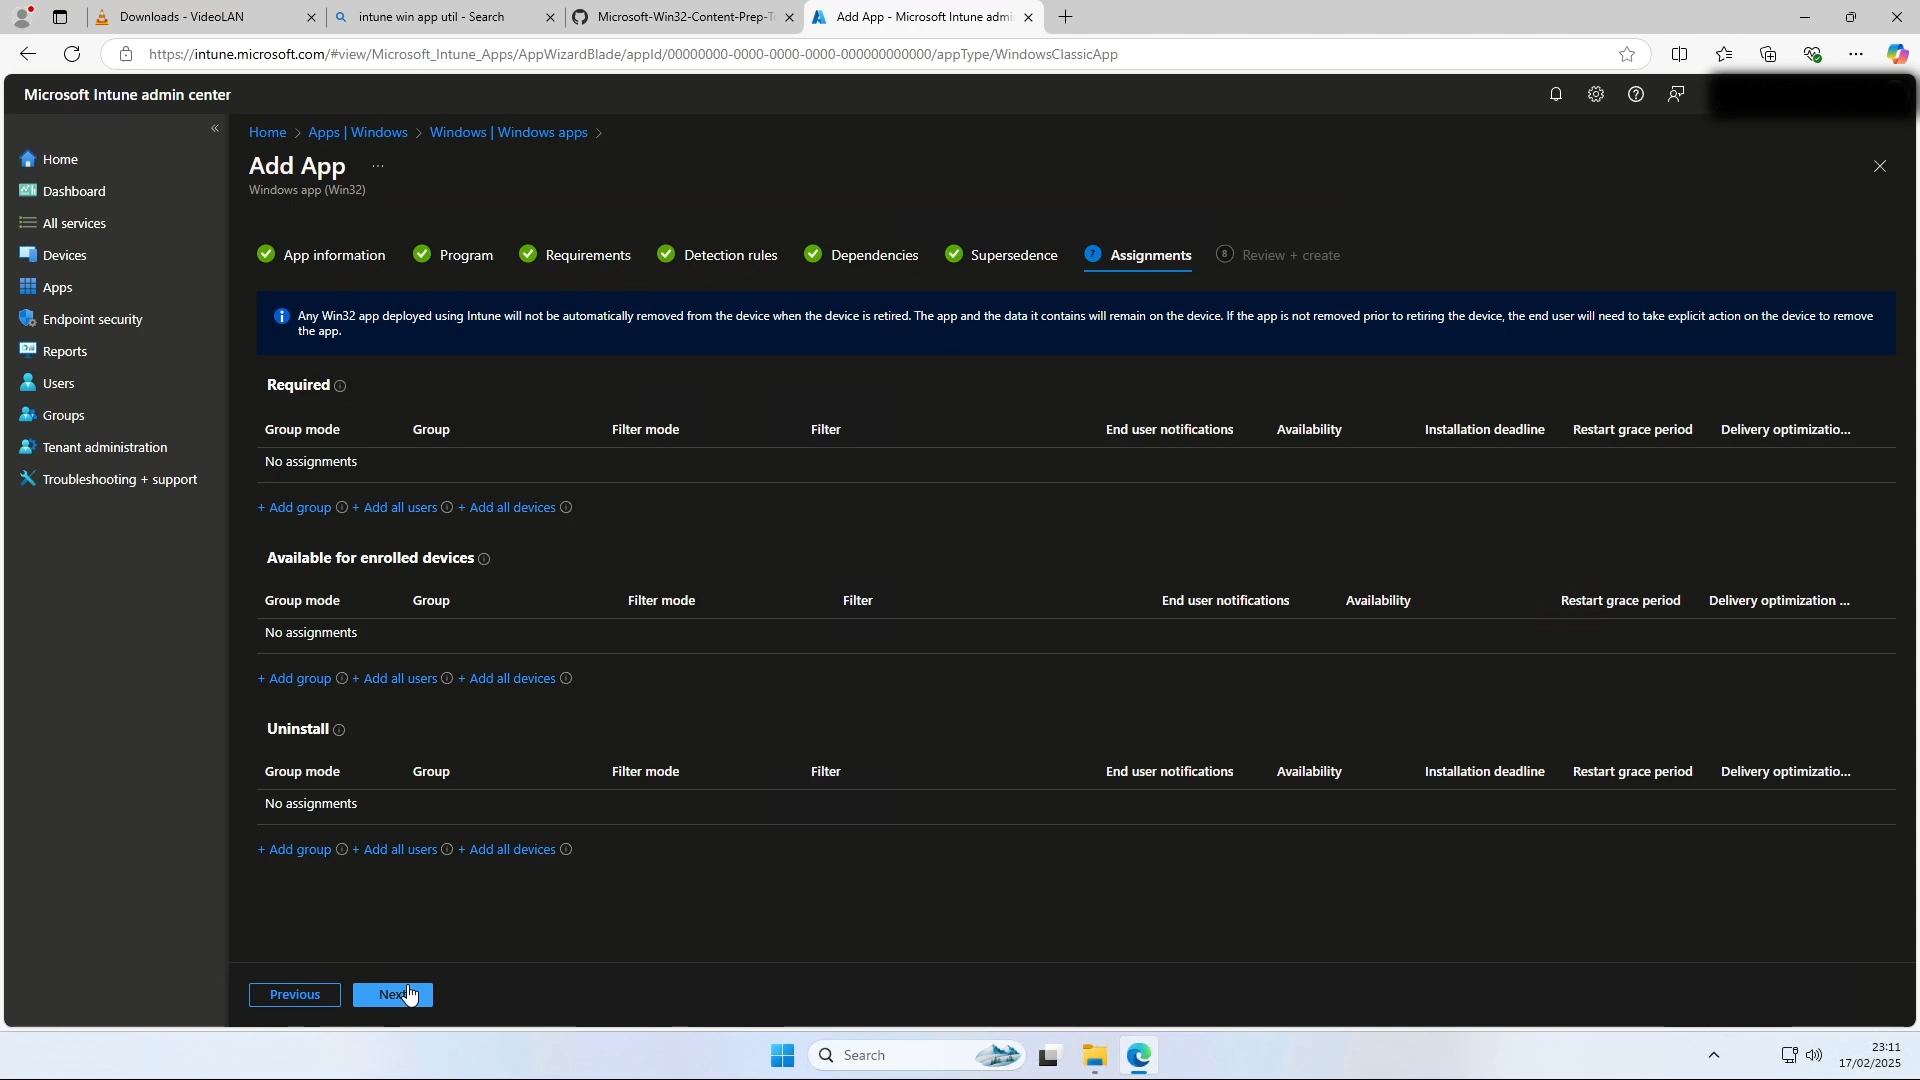 Downloads - VideoLAN
intune win app util - Search
Microsoft-Win32-Content-Prep-T
Add App - Microsoft Intune admi
https://intune.microsoft.com/#view/Microsoft_Intune_Apps/AppWizardBlade/appId/00000000-0000-0000-0000-000000000000/appType/WindowsClassicApp
Microsoft Intune admin center
Home > Apps | Windows > Windows | Windows apps >
Add App ...
Windows app (Win32)
Home
Dashboard
All services
Devices
Apps
Endpoint security
Reports
Users
Groups
Tenant administration
Troubleshooting + support
App information Program Requirements Detection rules Dependencies Supersedence 7 Assignments 8 Review + create
Any Win32 app deployed using Intune will not be automatically removed from the device when the device is retired. The app and the data it contains will remain on the device. If the app is not removed prior to retiring the device, the end user will need to take explicit action on the device to remove
the app.
Required
Group mode Group Filter mode Filter End user notifications Availability Installation deadline Restart grace period Delivery optimizatio...
No assignments
+ Add group + Add all users + Add all devices
Available for enrolled devices
Group mode Group Filter mode Filter End user notifications Availability Restart grace period Delivery optimization ...
No assignments
+ Add group + Add all users + Add all devices
Uninstall
Group mode Group Filter mode Filter End user notifications Availability Installation deadline Restart grace period Delivery optimizatio...
No assignments
+ Add group + Add all users + Add all devices
Previous Next
Search
23:11
17/02/2025